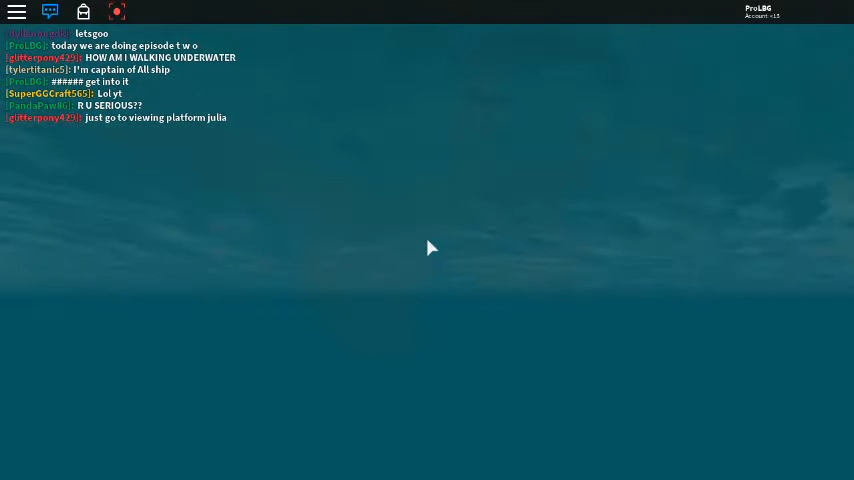 ProLBG
Account: <13
letsgoo
[ProLBG]: today we are doing episode t w o
[glitterpony429]: HOW AM I WALKING UNDERWATER
[tylertitanic5]: I'm captain of All ship
[ProLBG]: ###### get into it
[SuperGGCraft565]: Lol yt
[PandaPaw86]: R U SERIOUS??
[glitterpony429]: just go to viewing platform julia